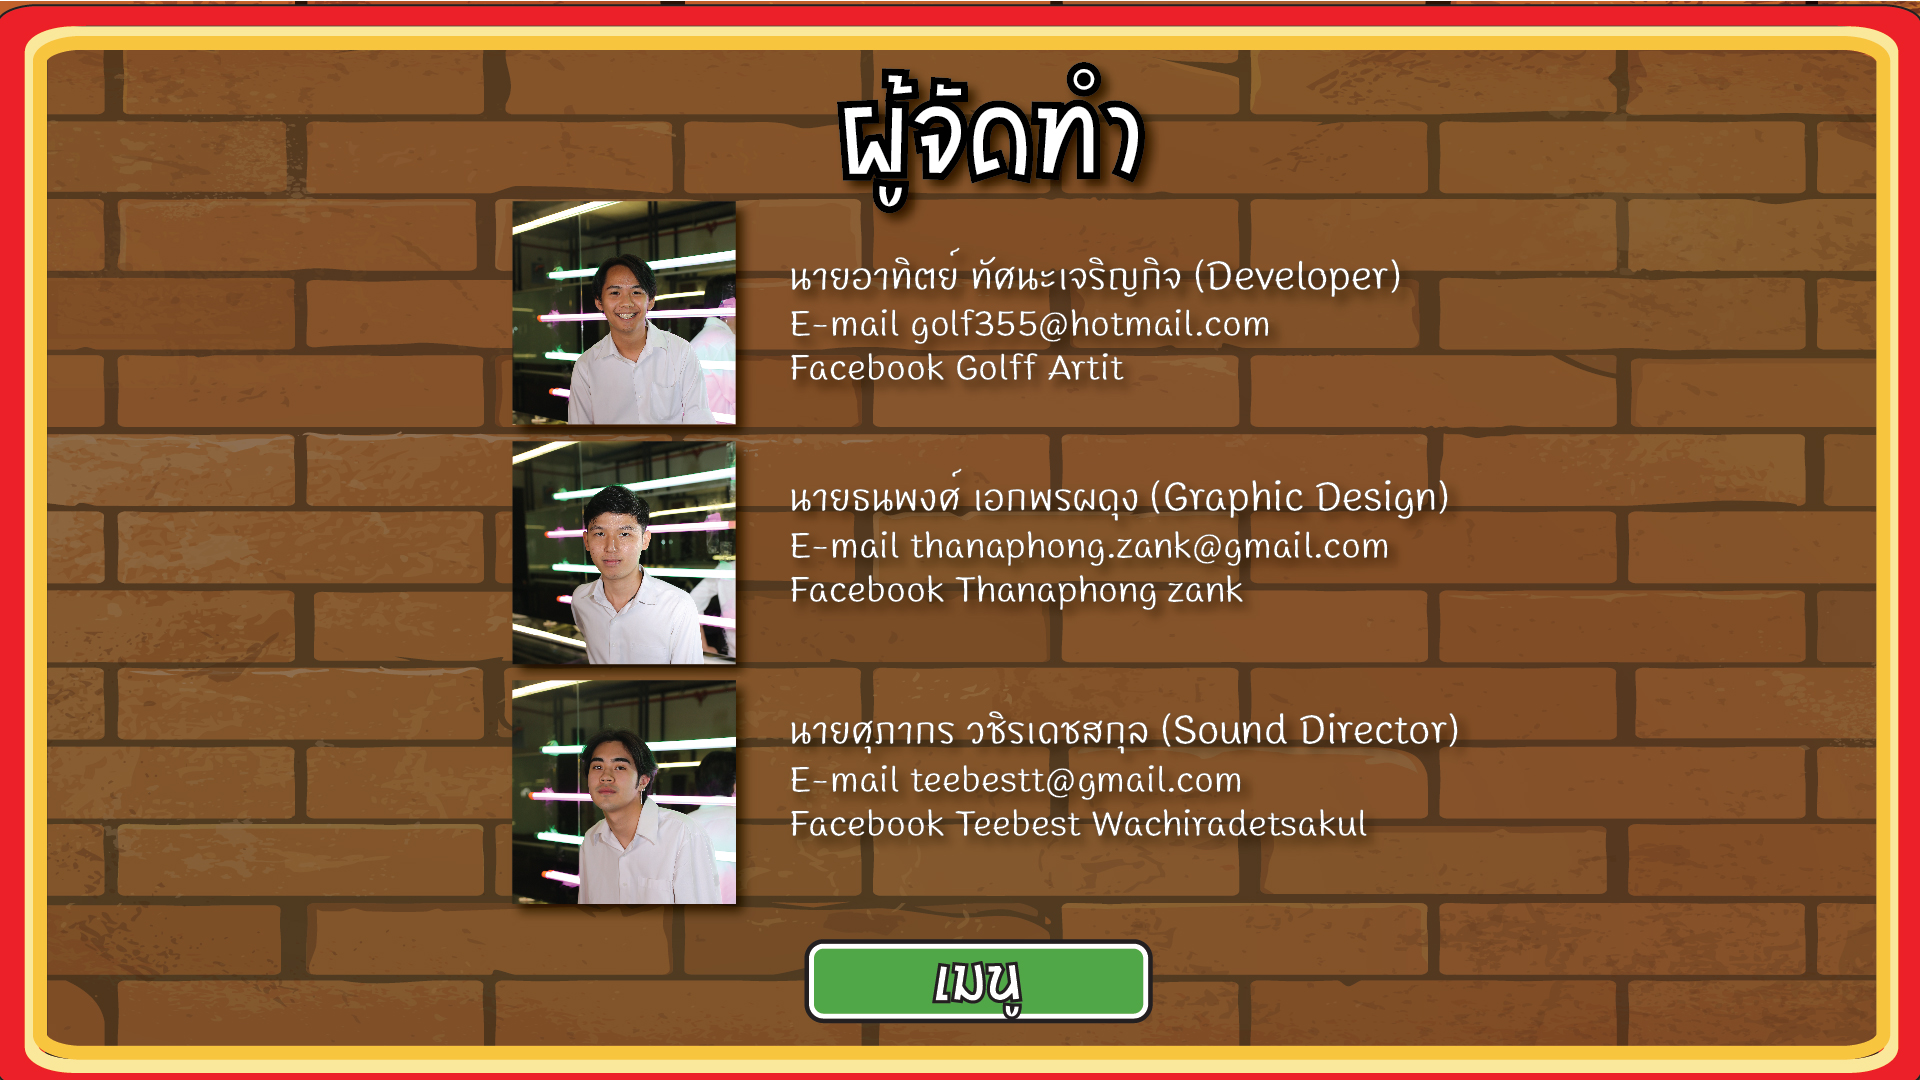 ผู้จัดทำ
นายอาทิตย์ ทัศนะเจริญกิจ (Developer)
E-mail golf355@hotmail.com
Facebook Golff Artit
นายธนพงศ์ เอกพรผดุง (Graphic Design)
E-mail thanaphong.zank@gmail.com
Facebook Thanaphong zank
นายศุภากร วชิรเดชสกุล (Sound Director)
E-mail teebestt@gmail.com
Facebook Teebest Wachiradetsakul
เมนู